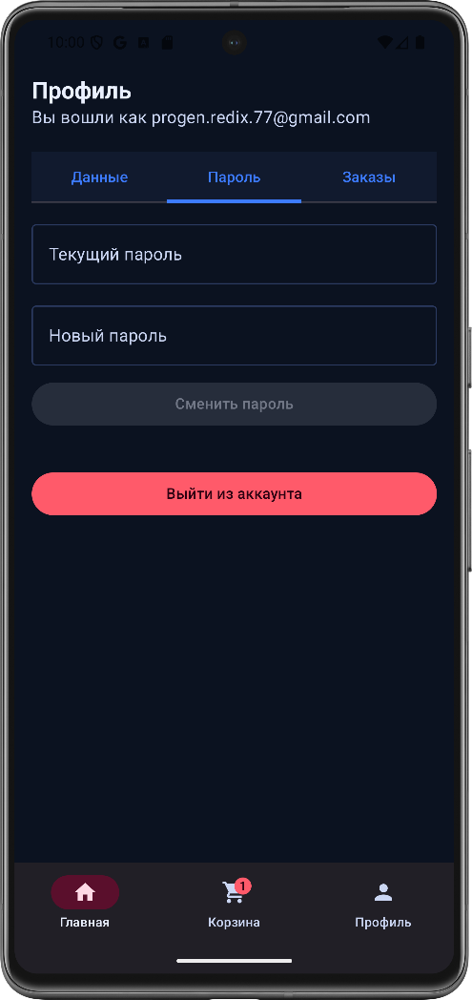 10:00
Профиль
Вы вошли как progen.redix.77@gmail.com
Данные Пароль Заказы
Текущий пароль
Новый пароль
Сменить пароль
Выйти из аккаунта
1
Главная Корзина Профиль